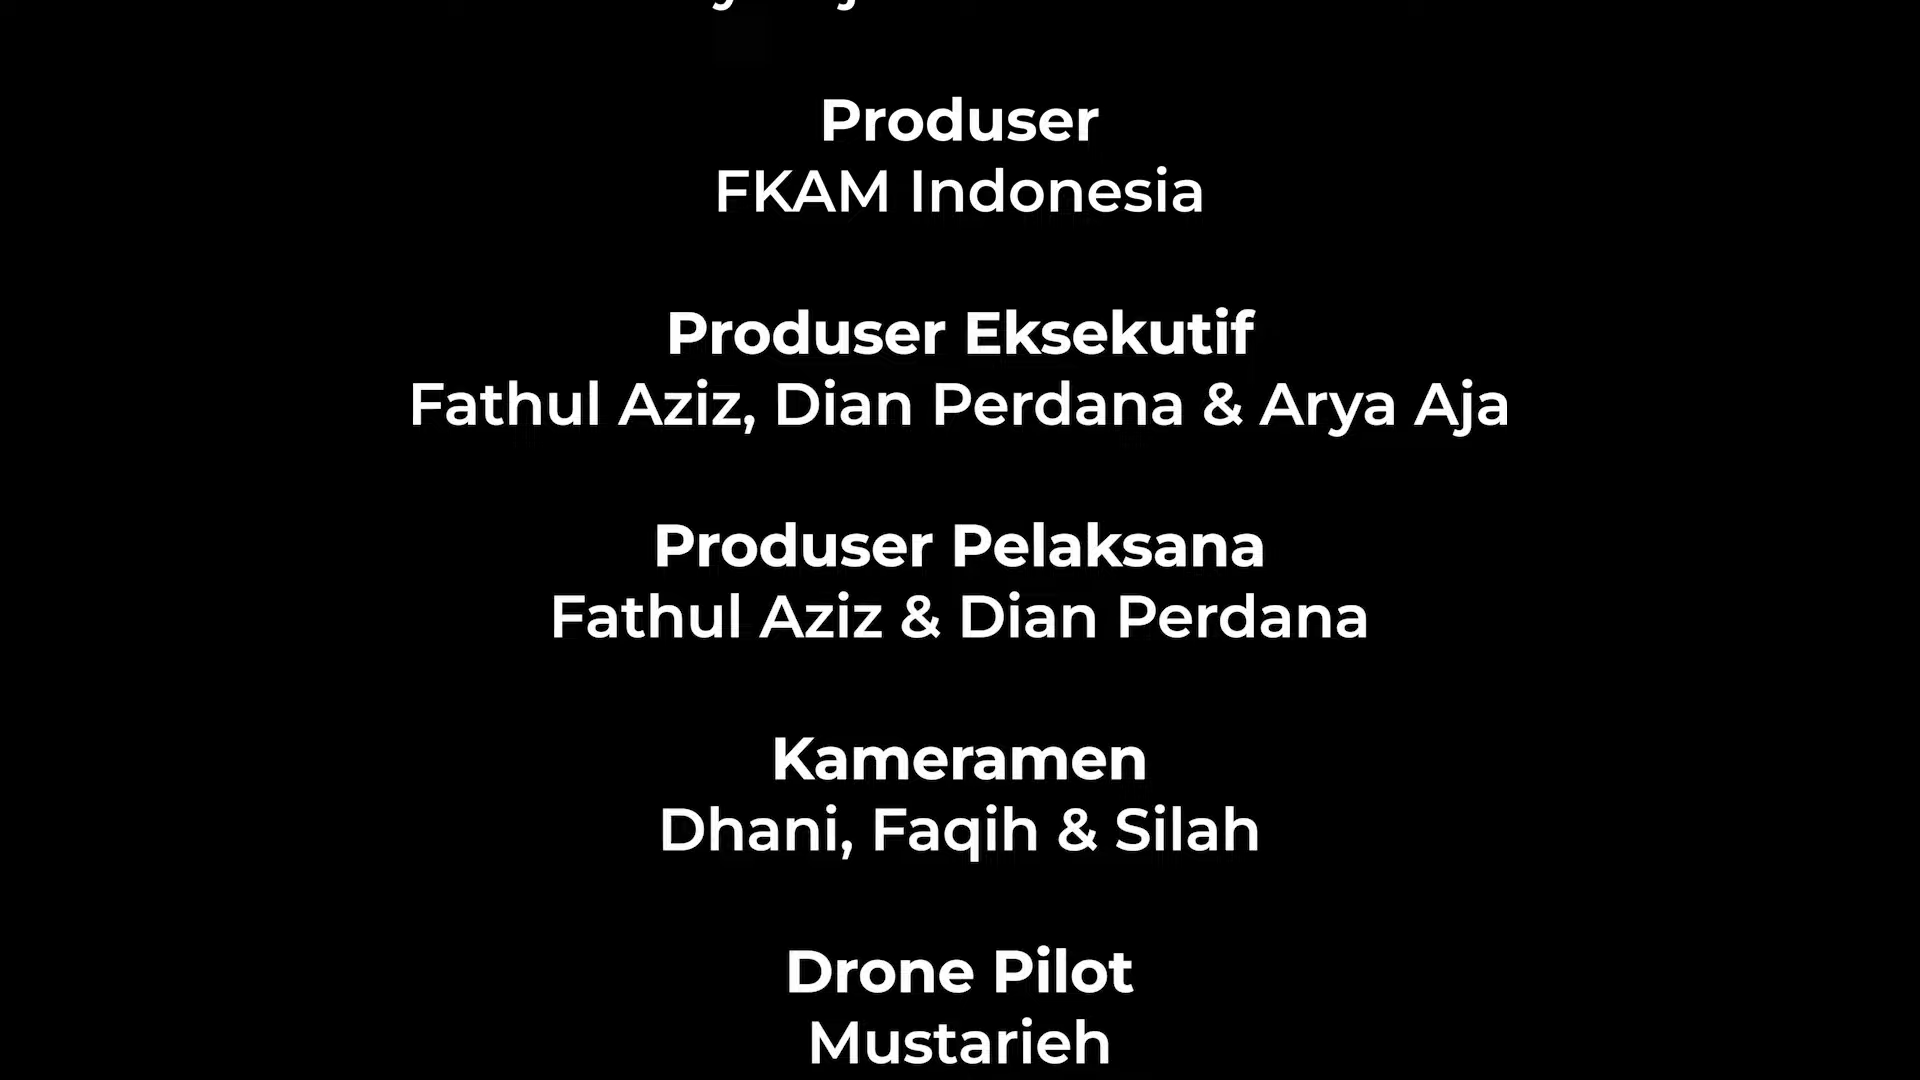 Produser
FKAM Indonesia
Produser Eksekutif
Fathul Aziz, Dian Perdana & Arya Aja
Produser Pelaksana
Fathul Aziz & Dian Perdana
Kameramen
Dhani, Faqih & Silah
Drone Pilot
Mustarieh